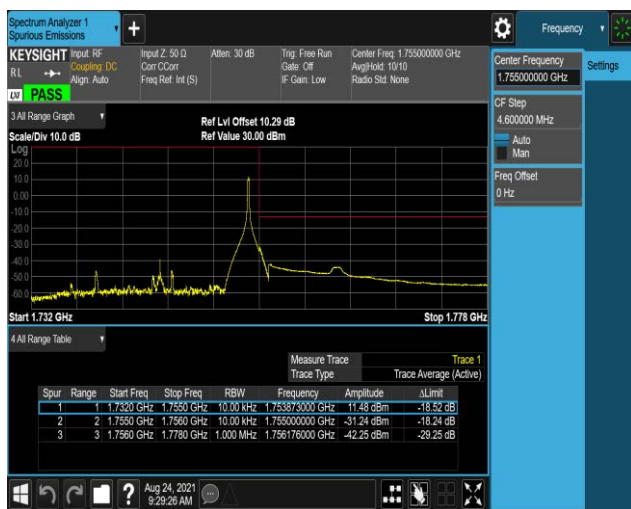 Spectrum Analyzer 1
Spurious Emissions
Frequency
KEYSIGHT Input: RF Input Z: 50 Ω Atten: 30 dB Trig: Free Run Center Freq: 1.755000000 GHz
RL Coupling: DC Corr CCorr Gate: Off Avg|Hold: 10/10
Align: Auto Freq Ref: Int (S) IF Gain: Low Radio Std: None
LXI PASS
Center Frequency
1.755000000 GHz
Settings
CF Step
4.600000 MHz
Auto
Man
Freq Offset
0 Hz
3 All Range Graph
Ref Lvl Offset 10.29 dB
Scale/Div 10.0 dB Ref Value 30.00 dBm
Log
20.0
10.0
0.00
-10.0
-20.0
-30.0
-40.0
-50.0
-60.0
Start 1.732 GHz Stop 1.778 GHz
4 All Range Table
Measure Trace Trace 1
Trace Type Trace Average (Active)
Spur Range Start Freq Stop Freq RBW Frequency Amplitude ΔLimit
1 1 1.7320 GHz 1.7550 GHz 10.00 kHz 1.753873000 GHz 11.48 dBm -18.52 dB
2 2 1.7550 GHz 1.7560 GHz 10.00 kHz 1.755000000 GHz -31.24 dBm -18.24 dB
3 3 1.7560 GHz 1.7780 GHz 1.000 MHz 1.756176000 GHz -42.25 dBm -29.25 dB
Aug 24, 2021
9:29:26 AM